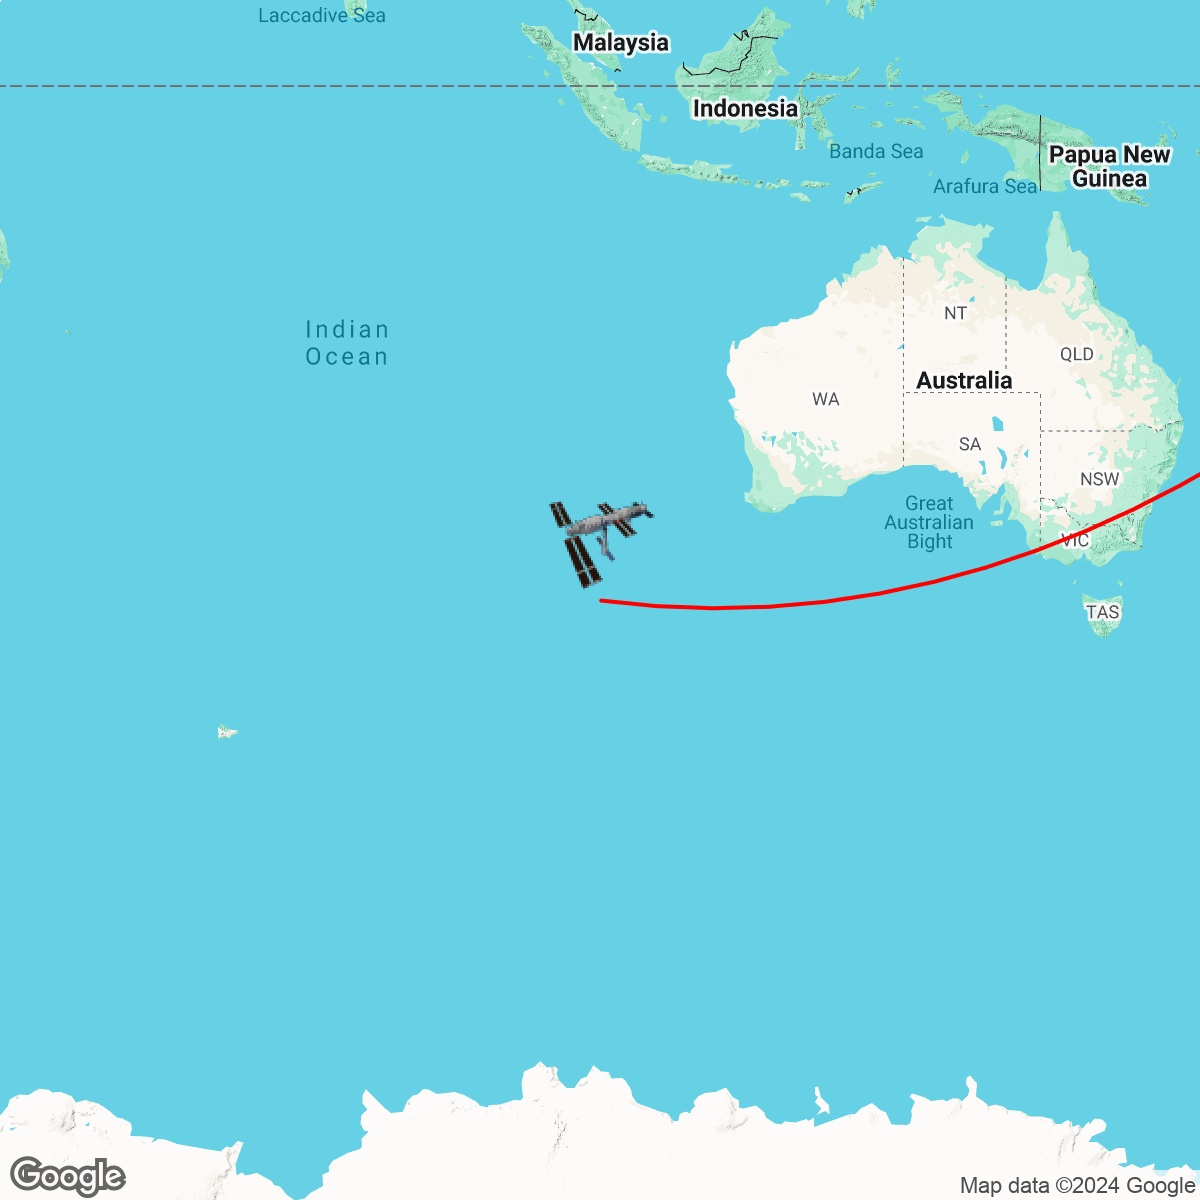 Laccadive Sea
Malaysia
Indonesia
Banda Sea
Papua New
Guinea
Arafura Sea
Indian
Ocean
NT
QLD
Australia
WA
SA
NSW
Great
Australian
Bight
VIC
TAS
Google
Map data ©2024 Google